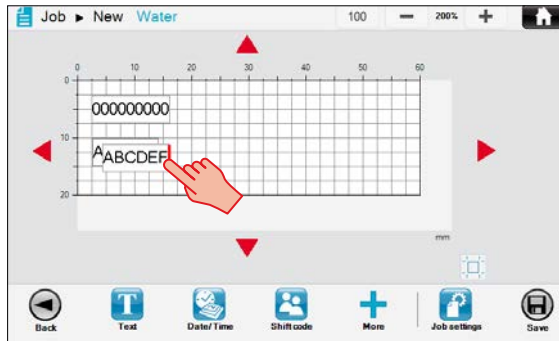 Job ► New Water 100 200%
0 10 20 30 40 50 60
0
000000000
10
A ABCDEF
20
mm
Back Text Date/Time Shift code More Job settings Save